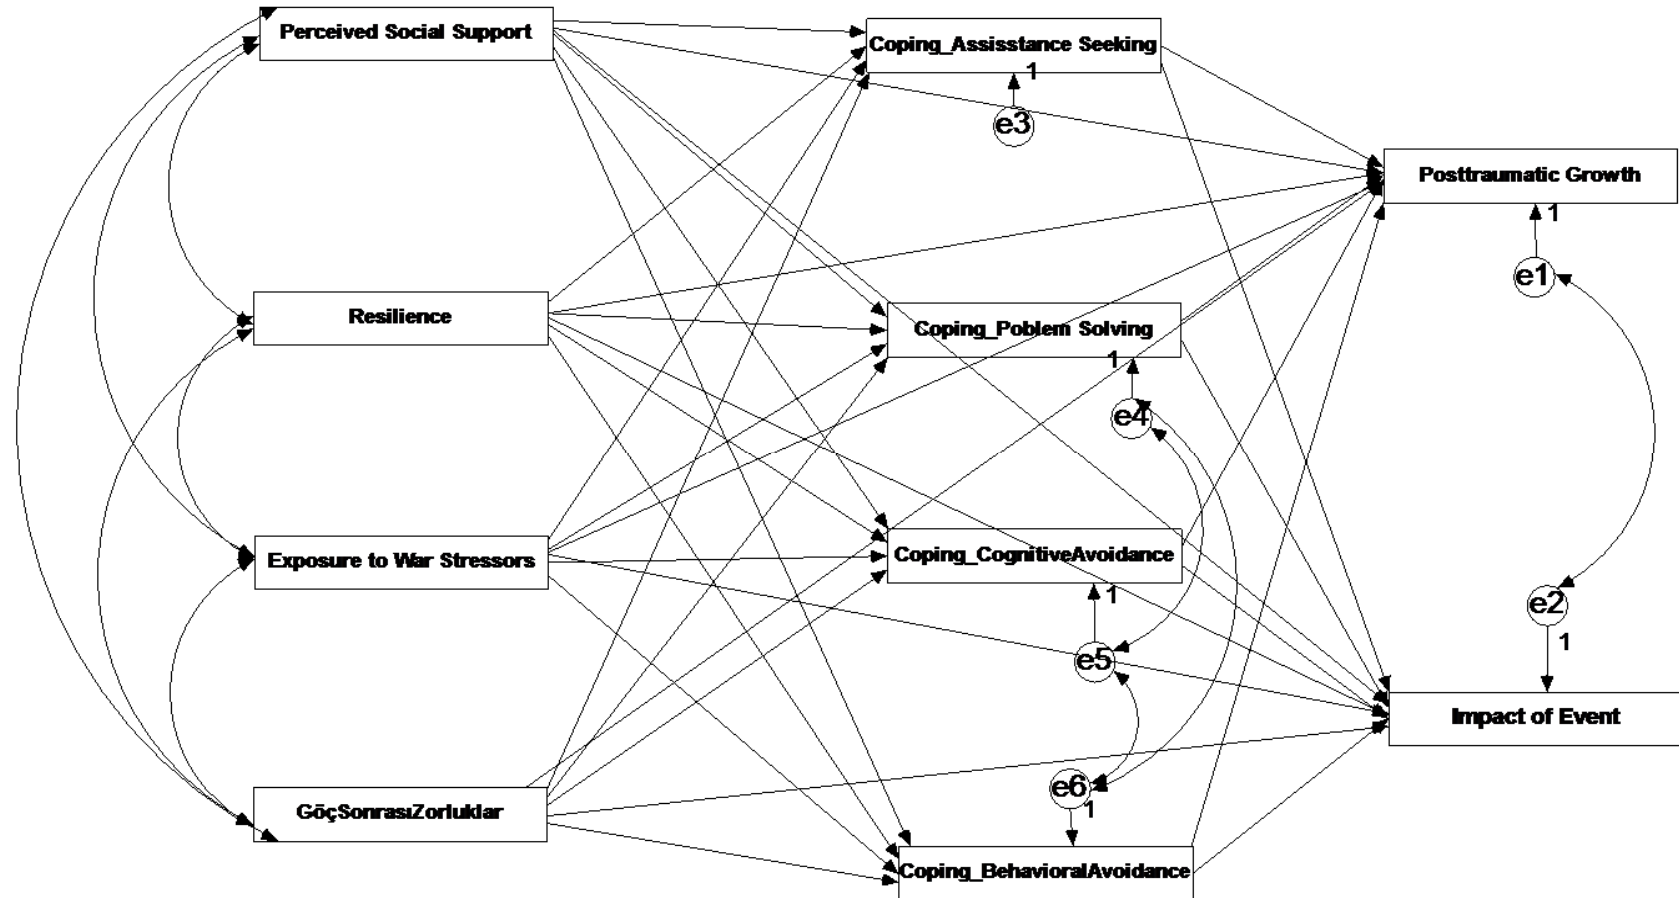 Perceived Social Support
Coping_Assisstance Seeking
1
e3
Posttraumatic Growth
1
e1
Resilience
Coping_Poblem Solving
1
e4
Exposure to War Stressors
Coping_CognitiveAvoidance
1
e5
e2
1
Impact of Event
GöçSonrasıZorluklar
e6
1
Coping_BehavioralAvoidance